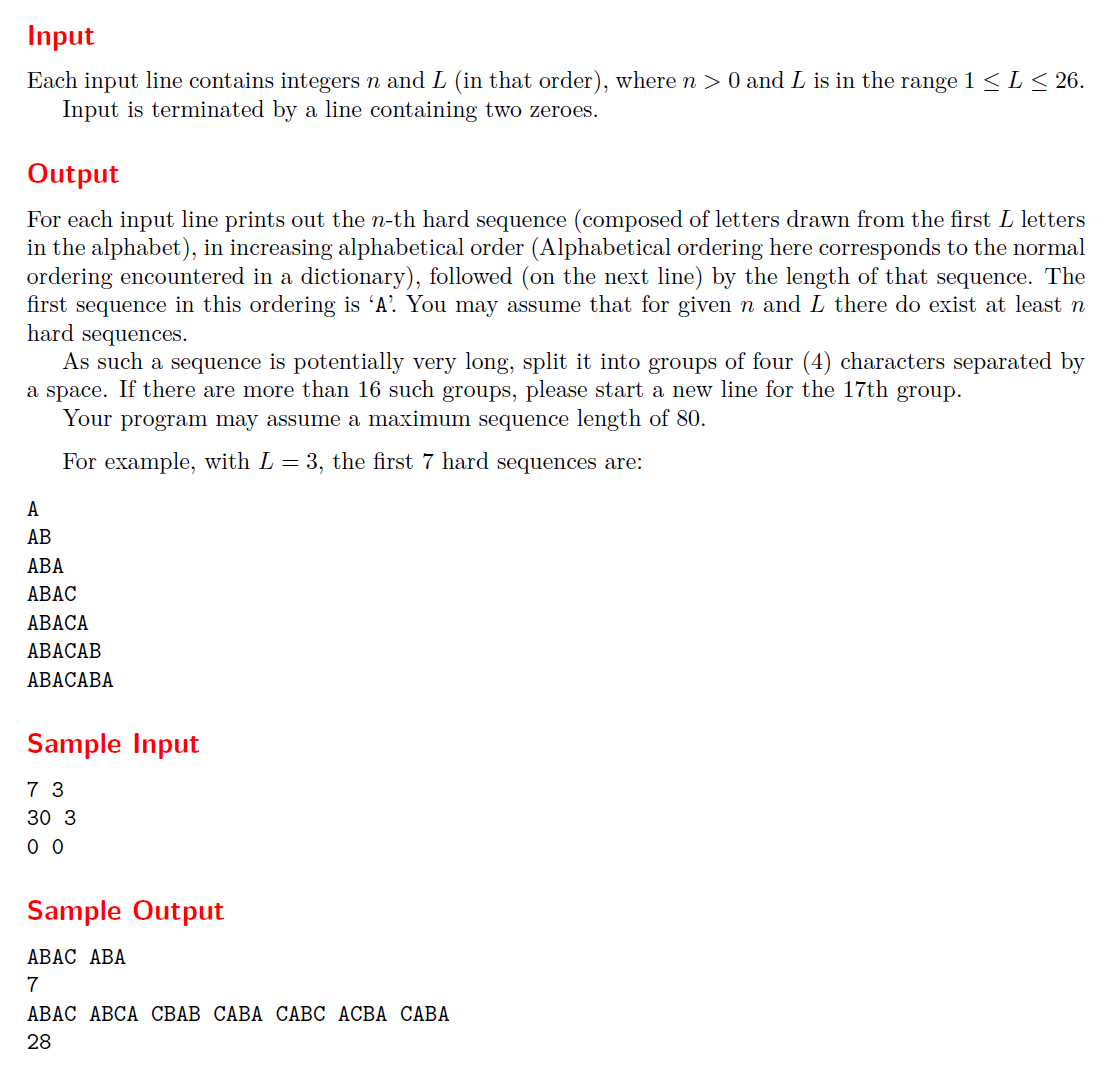 Input
Each input line contains integers n and L (in that order), where n > 0 and L is in the range 1 ≤ L ≤ 26.
Input is terminated by a line containing two zeroes.
Output
For each input line prints out the n-th hard sequence (composed of letters drawn from the first L letters
in the alphabet), in increasing alphabetical order (Alphabetical ordering here corresponds to the normal
ordering encountered in a dictionary), followed (on the next line) by the length of that sequence. The
first sequence in this ordering is ‘A’. You may assume that for given n and L there do exist at least n
hard sequences.
As such a sequence is potentially very long, split it into groups of four (4) characters separated by
a space. If there are more than 16 such groups, please start a new line for the 17th group.
Your program may assume a maximum sequence length of 80.
For example, with L = 3, the first 7 hard sequences are:
A
AB
ABA
ABAC
ABACA
ABACAB
ABACABA
Sample Input
7 3
30 3
0 0
Sample Output
ABAC ABA
7
ABAC ABCA CBAB CABA CABC ACBA CABA
28